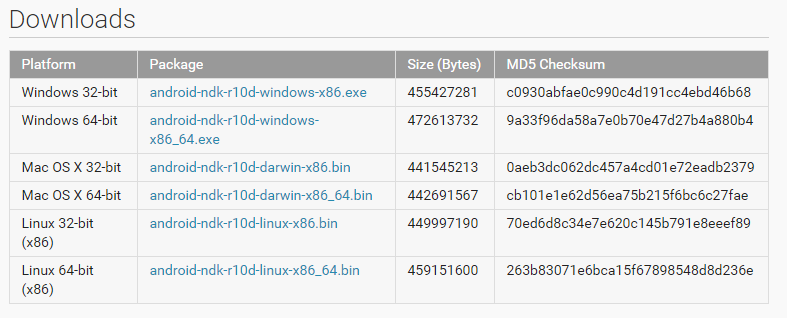 Downloads
Platform Package Size (Bytes) MD5 Checksum
Windows 32-bit android-ndk-r10d-windows-x86.exe 455427281 c0930abfae0c990c4d191cc4ebd46b68
Windows 64-bit android-ndk-r10d-windows- 472613732 9a33f96da58a7e0b70e47d27b4a880b4
x86_64.exe
Mac OS X 32-bit android-ndk-r10d-darwin-x86.bin 441545213 0aeb3dc062dc457a4cd01e72eadb2379
Mac OS X 64-bit android-ndk-r10d-darwin-x86_64.bin 442691567 cb101e1e62d56ea75b215f6bc6c27fae
Linux 32-bit android-ndk-r10d-linux-x86.bin 449997190 70ed6d8c34e7e620c145b791e8eeef89
(x86)
Linux 64-bit android-ndk-r10d-linux-x86_64.bin 459151600 263b83071e6bca15f67898548d8d236e
(x86)